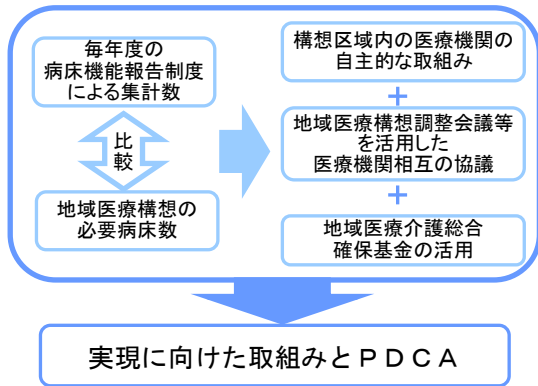 毎年度の
病床機能報告制度
による集計数
比較
地域医療構想の
必要病床数
構想区域内の医療機関の
自主的な取組み
+
地域医療構想調整会議等
を活用した
医療機関相互の協議
+
地域医療介護総合
確保基金の活用
実現に向けた取組みとＰＤＣＡ